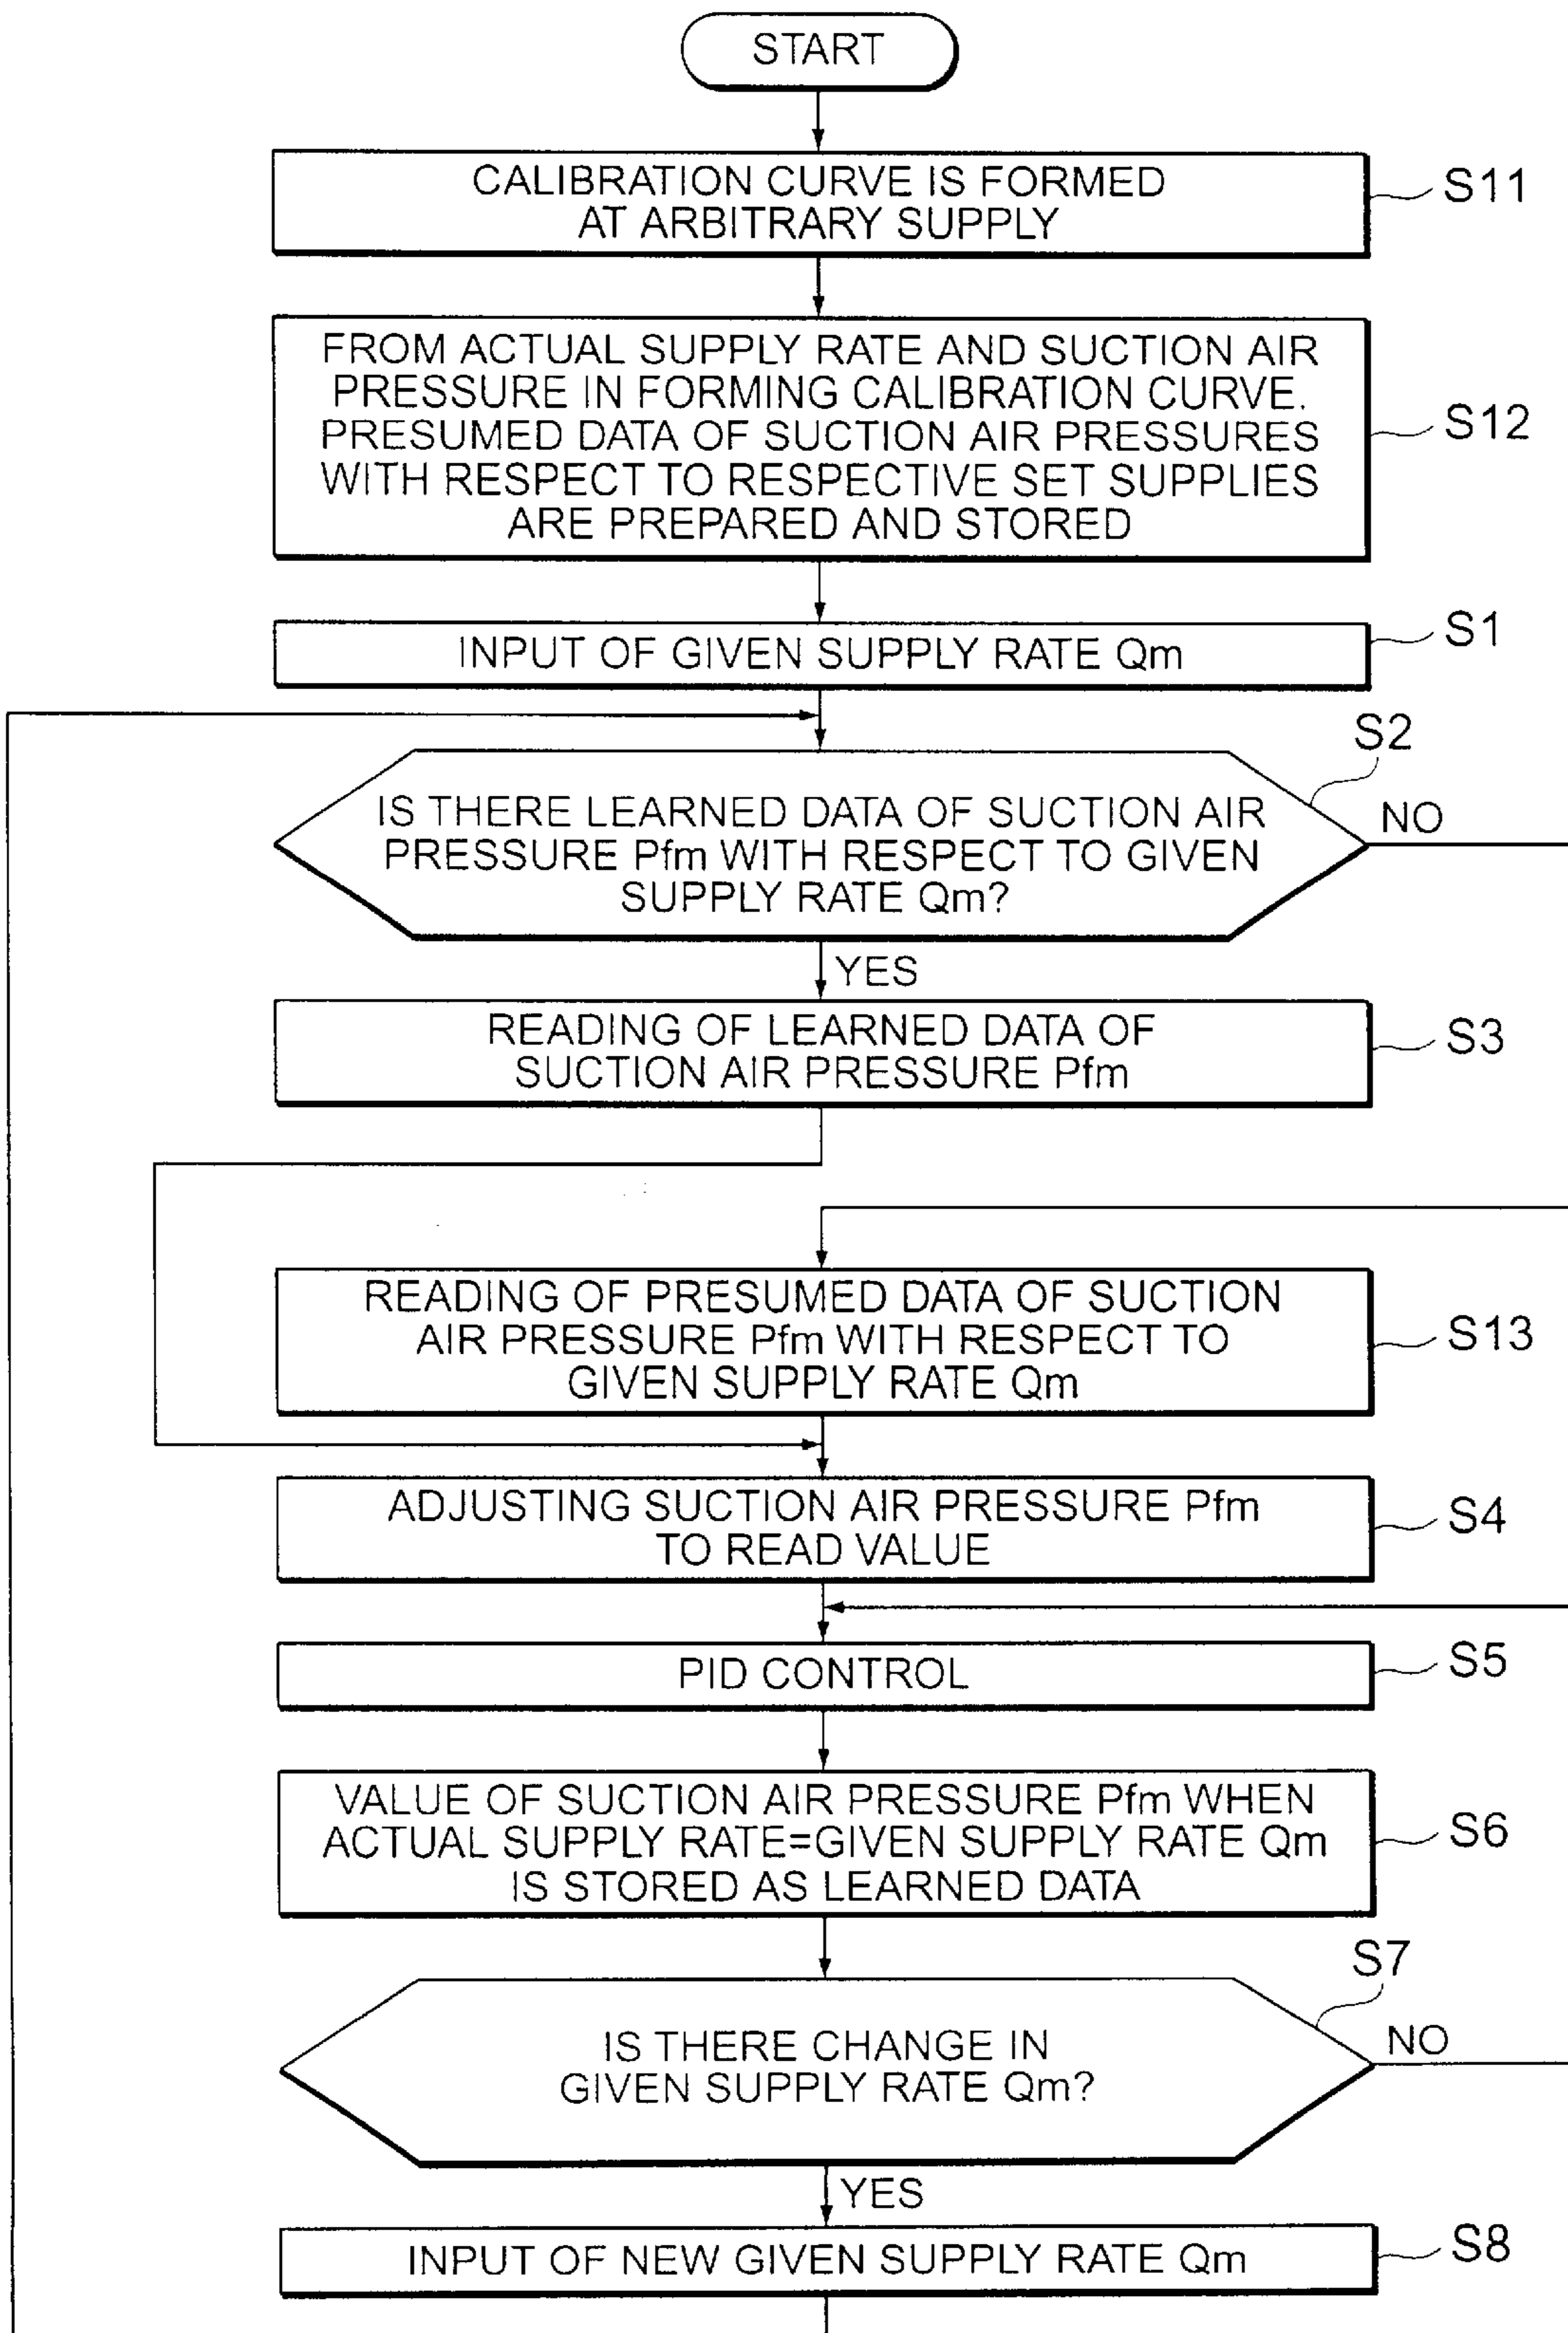 START
CALIBRATION CURVE IS FORMED
AT ARBITRARY SUPPLY
S11
FROM ACTUAL SUPPLY RATE AND SUCTION AIR
PRESSURE IN FORMING CALIBRATION CURVE.
PRESUMED DATA OF SUCTION AIR PRESSURES
WITH RESPECT TO RESPECTIVE SET SUPPLIES
ARE PREPARED AND STORED
S12
INPUT OF GIVEN SUPPLY RATE Qm
S1
S2
IS THERE LEARNED DATA OF SUCTION AIR
PRESSURE Pfm WITH RESPECT TO GIVEN
SUPPLY RATE Qm?
NO
YES
READING OF LEARNED DATA OF
SUCTION AIR PRESSURE Pfm
S3
READING OF PRESUMED DATA OF SUCTION
AIR PRESSURE Pfm WITH RESPECT TO
GIVEN SUPPLY RATE Qm
S13
ADJUSTING SUCTION AIR PRESSURE Pfm
TO READ VALUE
S4
PID CONTROL
S5
VALUE OF SUCTION AIR PRESSURE Pfm WHEN
ACTUAL SUPPLY RATE=GIVEN SUPPLY RATE Qm
IS STORED AS LEARNED DATA
S6
S7
IS THERE CHANGE IN
GIVEN SUPPLY RATE Qm?
NO
YES
INPUT OF NEW GIVEN SUPPLY RATE Qm
S8